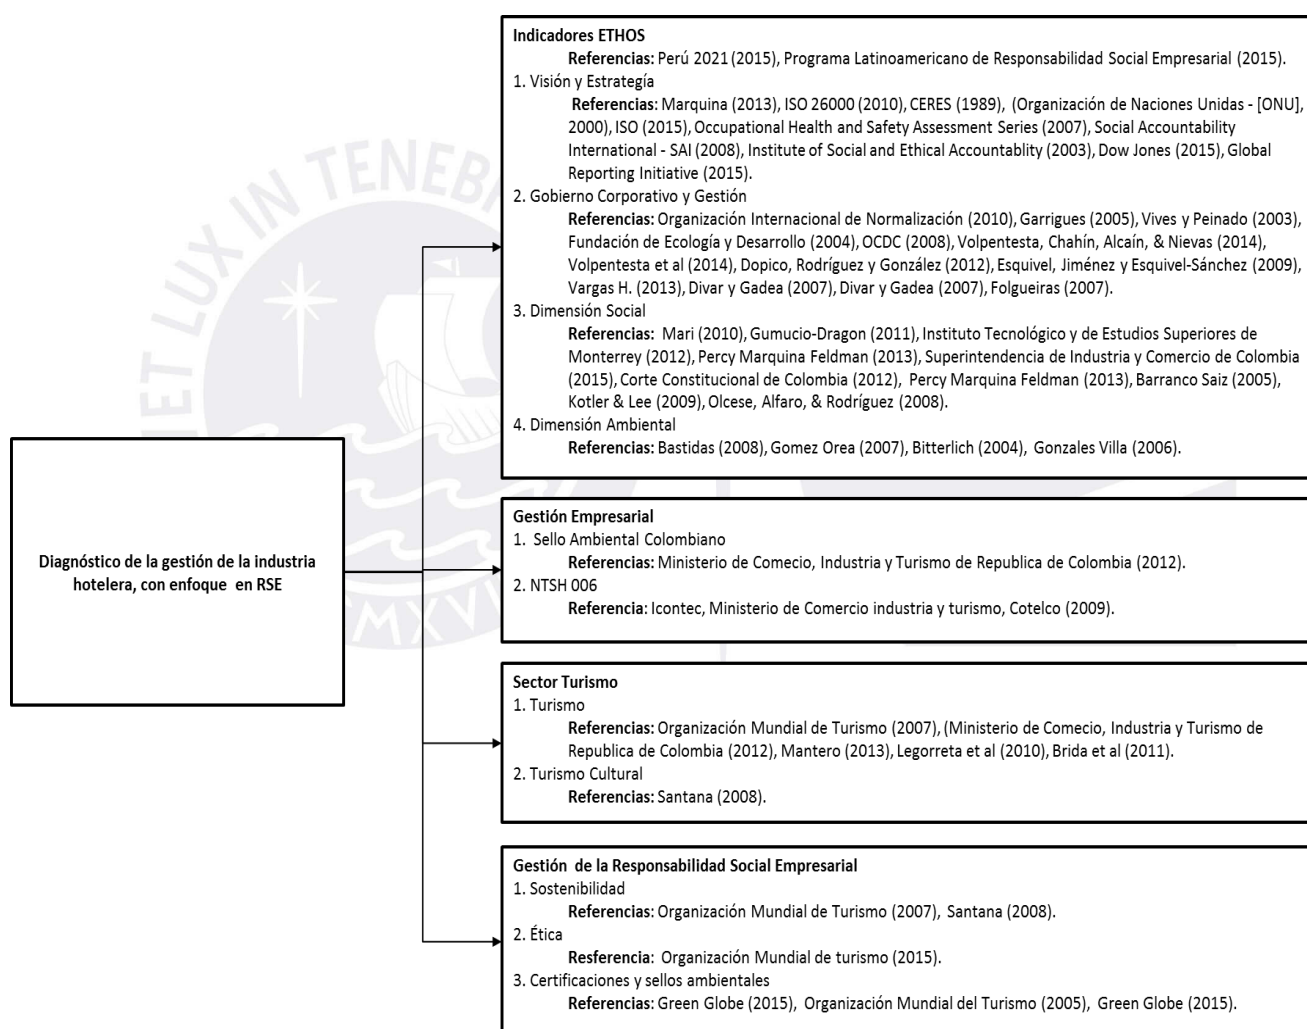 Indicadores ETHOS
Referencias: Perú 2021 (2015), Programa Latinoamericano de Responsabilidad Social Empresarial (2015).
1. Visión y Estrategía
Referencias: Marquina (2013), ISO 26000 (2010), CERES (1989), (Organización de Naciones Unidas - [ONU],
2000), ISO (2015), Occupational Health and Safety Assessment Series (2007), Social Accountability
International - SAI (2008), Institute of Social and Ethical Accountablity (2003), Dow Jones (2015), Global
Reporting Initiative (2015).
2. Gobierno Corporativo y Gestión
Referencias: Organización Internacional de Normalización (2010), Garrigues (2005), Vives y Peinado (2003),
Fundación de Ecología y Desarrollo (2004), OCDC (2008), Volpentesta, Chahín, Alcaín, & Nievas (2014),
Volpentesta et al (2014), Dopico, Rodríguez y González (2012), Esquivel, Jiménez y Esquivel-Sánchez (2009),
Vargas H. (2013), Divar y Gadea (2007), Divar y Gadea (2007), Folgueiras (2007).
3. Dimensión Social
Referencias: Mari (2010), Gumucio-Dragon (2011), Instituto Tecnológico y de Estudios Superiores de
Monterrey (2012), Percy Marquina Feldman (2013), Superintendencia de Industria y Comercio de Colombia
(2015), Corte Constitucional de Colombia (2012), Percy Marquina Feldman (2013), Barranco Saiz (2005),
Kotler & Lee (2009), Olcese, Alfaro, & Rodríguez (2008).
4. Dimensión Ambiental
Referencias: Bastidas (2008), Gomez Orea (2007), Bitterlich (2004), Gonzales Villa (2006).
Diagnóstico de la gestión de la industria
hotelera, con enfoque en RSE
Gestión Empresarial
1. Sello Ambiental Colombiano
Referencias: Ministerio de Comecio, Industria y Turismo de Republica de Colombia (2012).
2. NTSH 006
Referencia: Icontec, Ministerio de Comercio industria y turismo, Cotelco (2009).
Sector Turismo
1. Turismo
Referencias: Organización Mundial de Turismo (2007), (Ministerio de Comecio, Industria y Turismo de
Republica de Colombia (2012), Mantero (2013), Legorreta et al (2010), Brida et al (2011).
2. Turismo Cultural
Referencias: Santana (2008).
Gestión de la Responsabilidad Social Empresarial
1. Sostenibilidad
Referencias: Organización Mundial de Turismo (2007), Santana (2008).
2. Ética
Resferencia: Organización Mundial de turismo (2015).
3. Certificaciones y sellos ambientales
Referencias: Green Globe (2015), Organización Mundial del Turismo (2005), Green Globe (2015).
ET LUX IN TENEB
MXVI